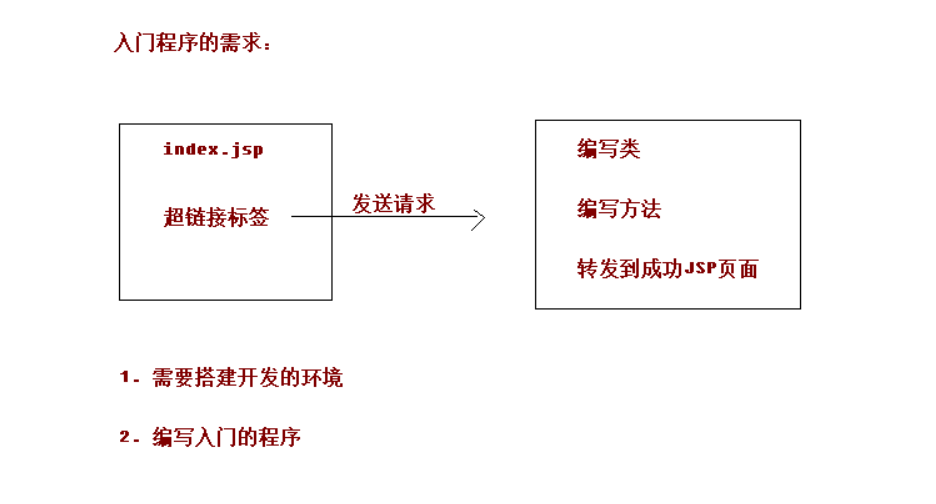 入门程序的需求：
index.jsp
超链接标签
发送请求
编写类
编写方法
转发到成功JSP页面
1. 需要搭建开发的环境
2. 编写入门的程序